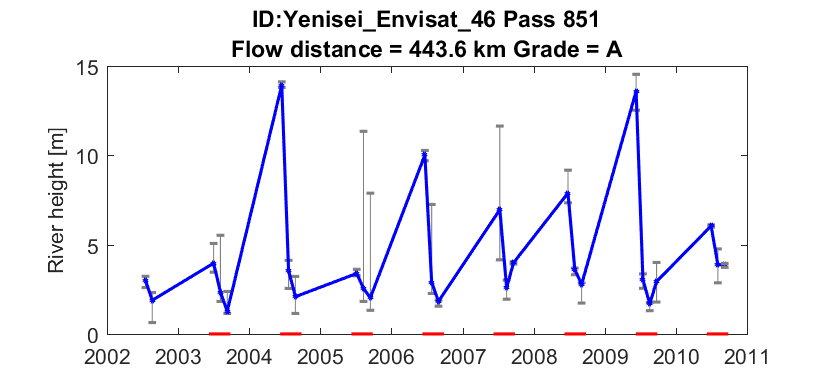 ID:Yenisei_Envisat_46 Pass 851
Flow distance = 443.6 km Grade = A
River height [m]
15
10
5
0
2002 2003 2004 2005 2006 2007 2008 2009 2010 2011